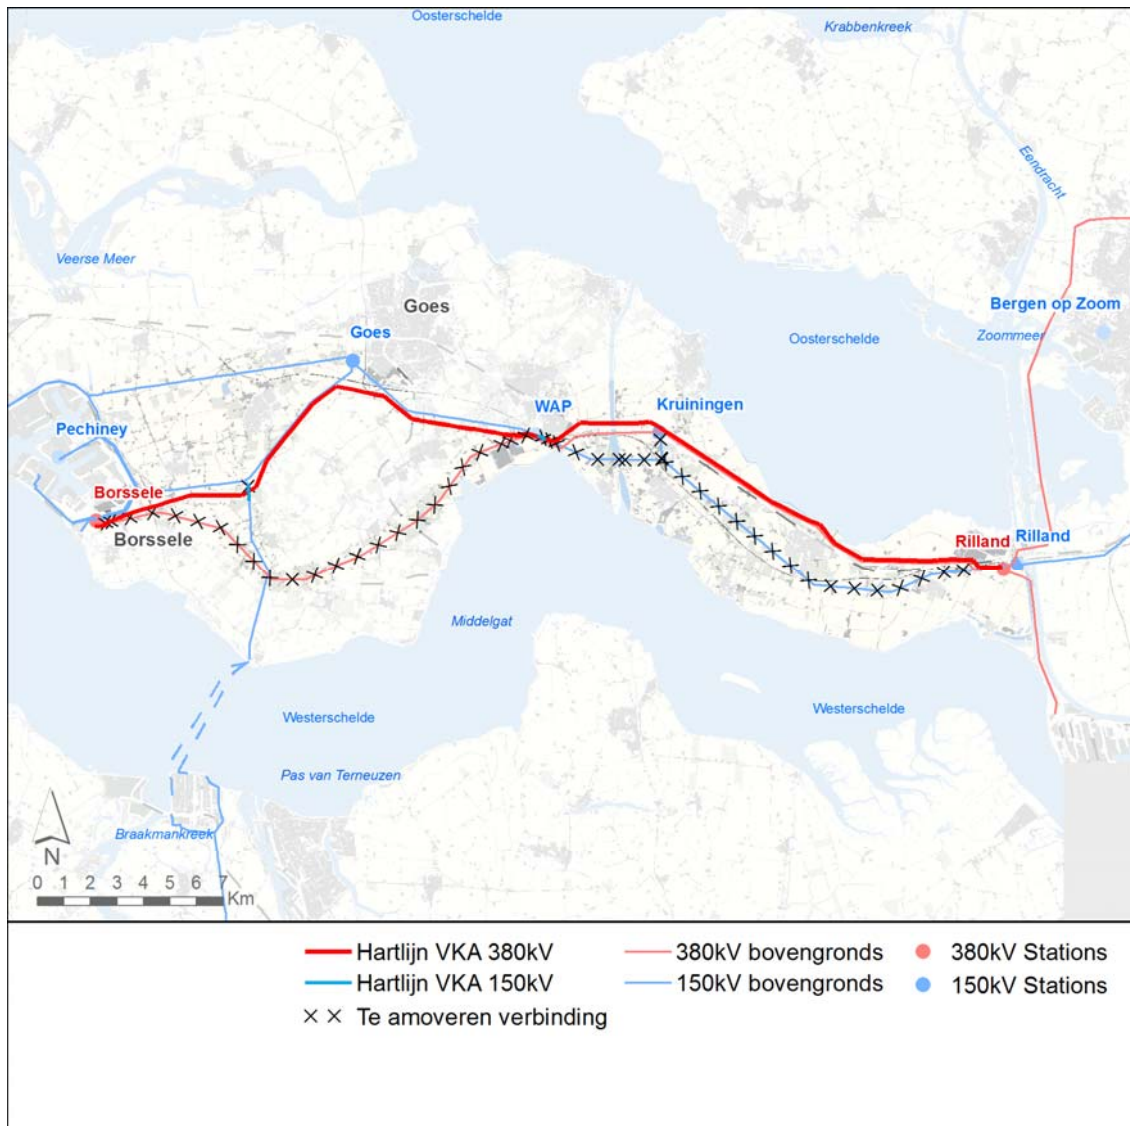 Oosterschelde
Krabbenkreek
Eendracht
Veerse Meer
Goes
Bergen op Zoom
Goes
Zoommeer
Oosterschelde
WAP
Kruiningen
Pechiney
Borssele
Borssele
Rilland
Rilland
Middelgat
Westerschelde
Westerschelde
Pas van Terneuzen
Braakmankreek
N
0 1 2 3 4 5 6 7
Km
Hartlijn VKA 380kV
380kV bovengronds
380kV Stations
Hartlijn VKA 150kV
150kV bovengronds
150kV Stations
Te amoveren verbinding